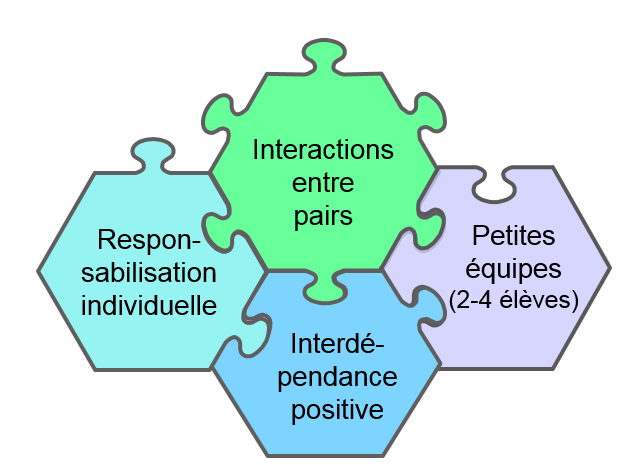 Interactions
entre
pairs
Respon-
sabilisation
individuelle
Petites
équipes
(2-4 élèves)
Interdé-
pendance
positive